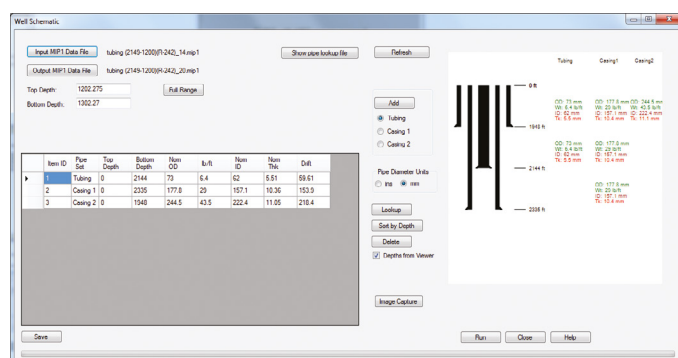 Well Schematic
Input MIP1 Data File tubing (2149-1200)(R-242)_14.mip1 Show pipe lookup file Refresh
Output MIP1 Data File tubing (2149-1200)(R-242)_20.mip1
Top Depth: 1202.275 Full Range
Bottom Depth: 1302.27
Add
Tubing
Casing 1
Casing 2
Pipe Diameter Units
ins mm
Item ID Pipe Set Top Depth Bottom Depth Nom OD lb/ft Nom ID Nom Thk Drift
1 Tubing 0 2144 73 6.4 62 5.51 59.61
2 Casing 1 0 2335 177.8 29 157.1 10.36 153.9
3 Casing 2 0 1948 244.5 43.5 222.4 11.05 218.4
Lookup
Sort by Depth
Delete
Depths from Viewer
Image Capture
Tubing Casing1 Casing2
0 ft
OD: 73 mm OD: 177.8 mm OD: 244.5 mm
Wt: 6.4 lb/ft Wt: 29 lb/ft Wt: 43.5 lb/ft
ID: 62 mm ID: 157.1 mm ID: 222.4 mm
Tk: 5.5 mm Tk: 10.4 mm Tk: 11.1 mm
1948 ft
OD: 73 mm OD: 177.8 mm
Wt: 6.4 lb/ft Wt: 29 lb/ft
ID: 62 mm ID: 157.1 mm
Tk: 5.5 mm Tk: 10.4 mm
2144 ft
OD: 177.8 mm
Wt: 29 lb/ft
ID: 157.1 mm
Tk: 10.4 mm
2335 ft
Save Run Close Help